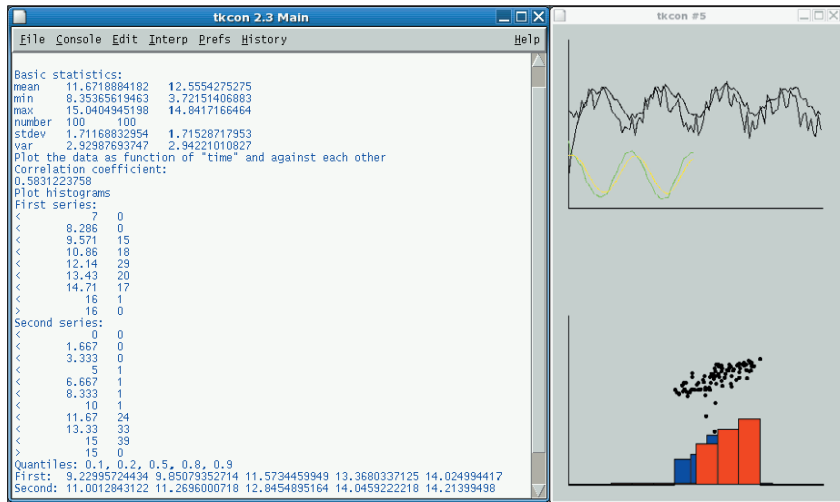 tkcon 2.3 Main
File Console Edit Interp Prefs History Help
Basic statistics:
mean 11.6718884182 12.5554275275
min 8.35365619463 3.72151406883
max 15.0404945198 14.8417166464
number 100 100
stdev 1.71168832954 1.71528717953
var 2.92987693747 2.94221010827
Plot the data as function of "time" and against each other
Correlation coefficient:
0.5831223758
Plot histograms
First series:
< 7 0
< 8.286 0
< 9.571 15
< 10.86 18
< 12.14 29
< 13.43 20
< 14.71 17
< 16 1
> 16 0
Second series:
< 0 0
< 1.667 0
< 3.333 0
< 5 1
< 6.667 1
< 8.333 1
< 10 1
< 11.67 24
< 13.33 33
< 15 39
> 15 0
Quantiles: 0.1, 0.2, 0.5, 0.8, 0.9
First: 9.22995724434 9.85079352714 11.5734459949 13.3680337125 14.024994417
Second: 11.0012843122 11.2696000718 12.8454895164 14.0459222218 14.21399498
tkcon #5